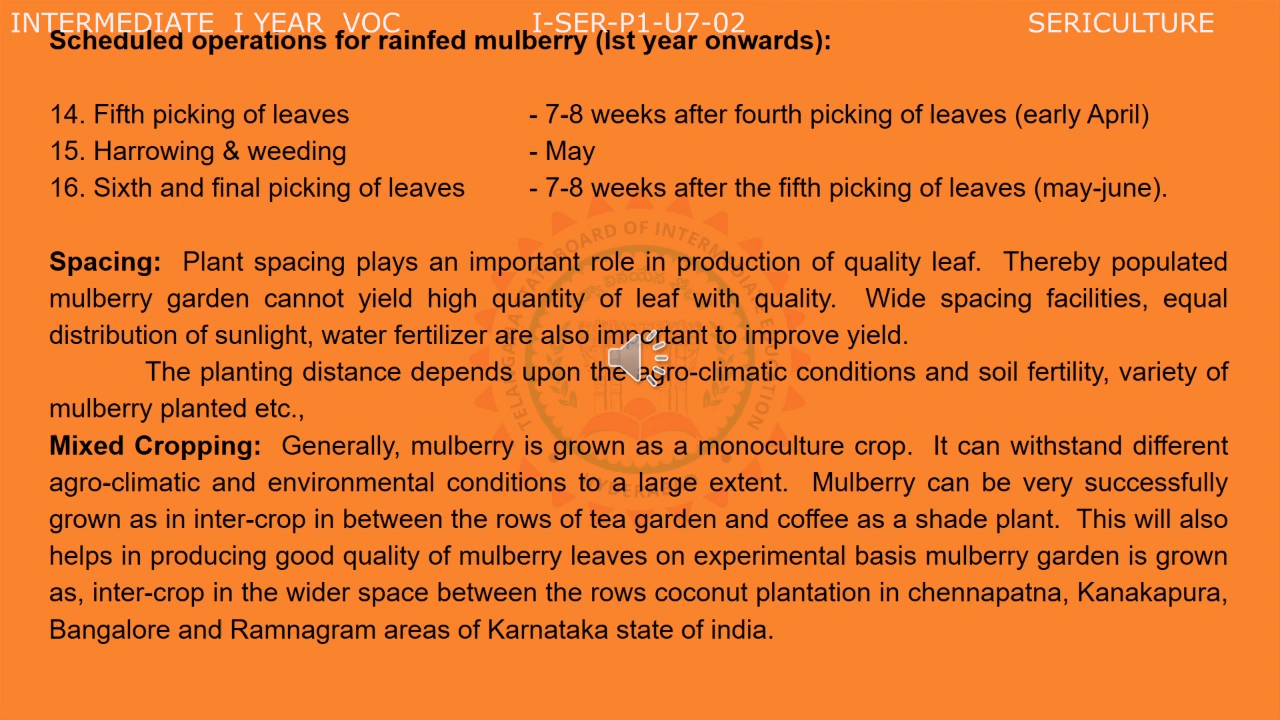 INTERMEDIATE I YEAR VOC I-SER-P1-U7-02 SERICULTURE
Scheduled operations for rainfed mulberry (Ist year onwards):
14. Fifth picking of leaves - 7-8 weeks after fourth picking of leaves (early April)
15. Harrowing & weeding - May
16. Sixth and final picking of leaves - 7-8 weeks after the fifth picking of leaves (may-june).
Spacing: Plant spacing plays an important role in production of quality leaf. Thereby populated
mulberry garden cannot yield high quantity of leaf with quality. Wide spacing facilities, equal
distribution of sunlight, water fertilizer are also important to improve yield.
The planting distance depends upon the agro-climatic conditions and soil fertility, variety of
mulberry planted etc.,
Mixed Cropping: Generally, mulberry is grown as a monoculture crop. It can withstand different
agro-climatic and environmental conditions to a large extent. Mulberry can be very successfully
grown as in inter-crop in between the rows of tea garden and coffee as a shade plant. This will also
helps in producing good quality of mulberry leaves on experimental basis mulberry garden is grown
as, inter-crop in the wider space between the rows coconut plantation in chennapatna, Kanakapura,
Bangalore and Ramnagram areas of Karnataka state of india.